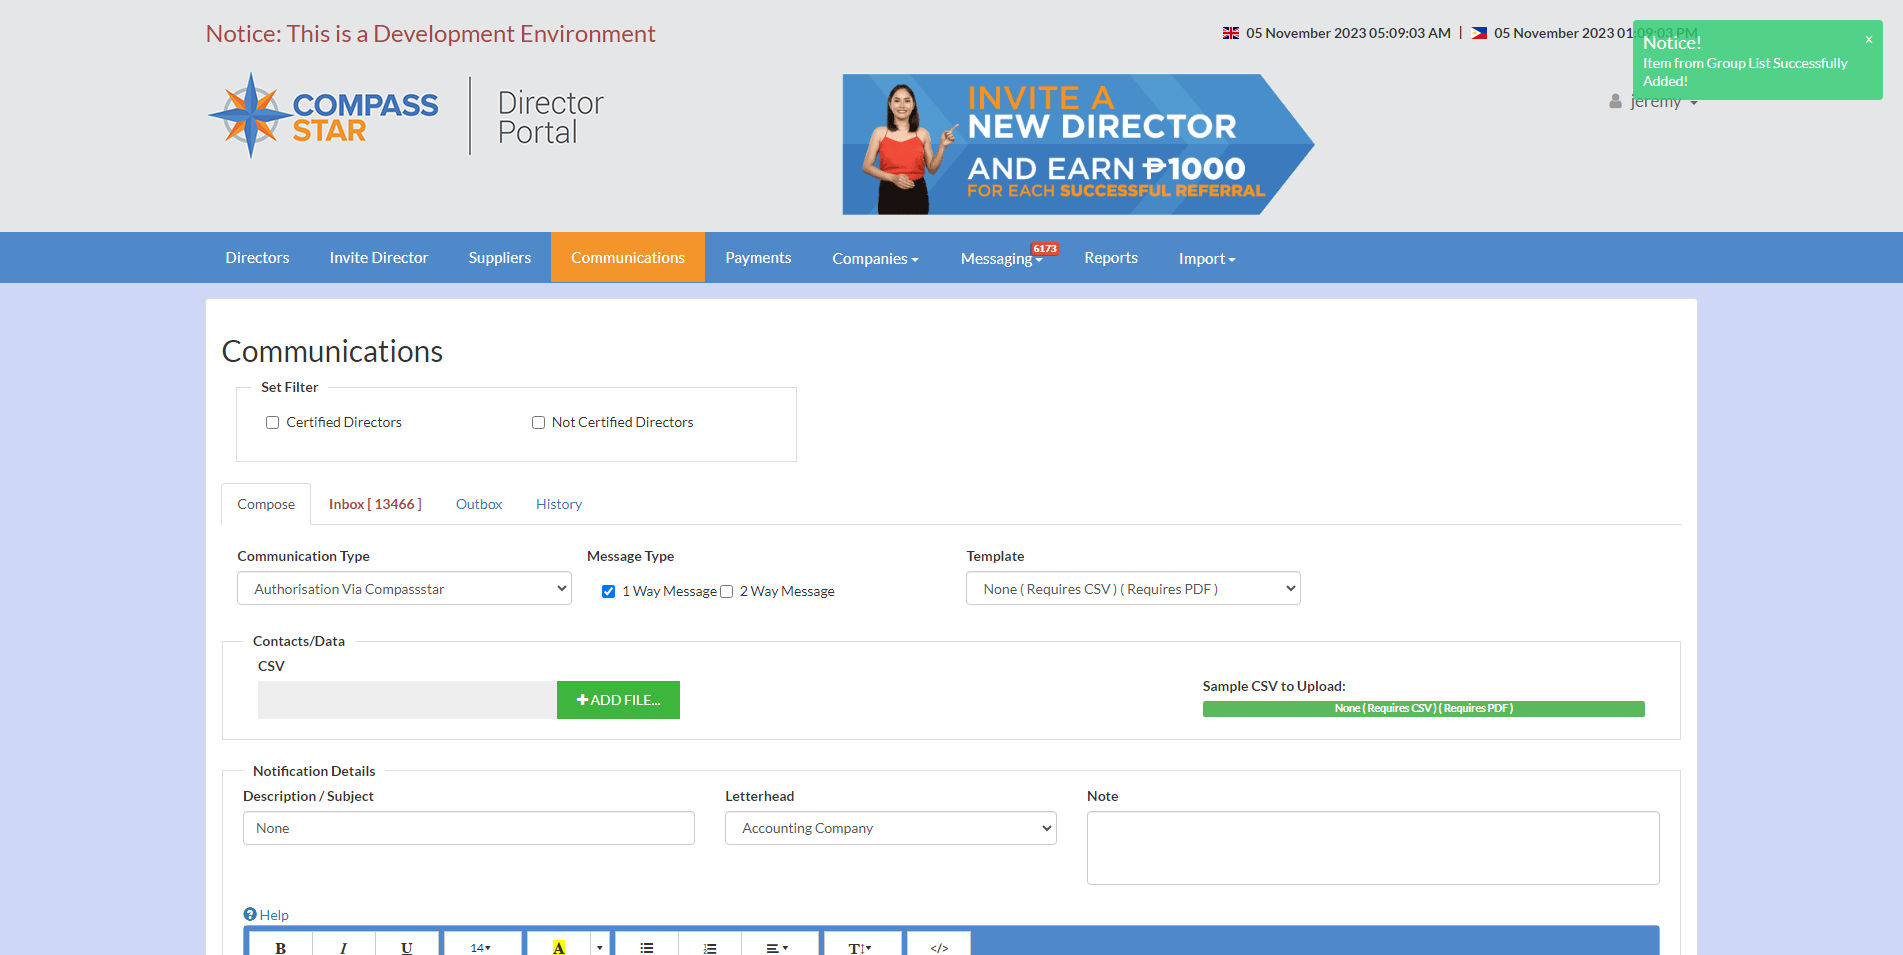 Notice: This is a Development Environment
05 November 2023 05:09:03 AM | 05 November 2023 01:09:03 PM
Notice!
×
Item from Group List Successfully
Added!
jeremy
COMPASS
STAR
Director
Portal
INVITE A
NEW DIRECTOR
AND EARN ₱1000
FOR EACH SUCCESSFUL REFERRAL
Directors Invite Director Suppliers Communications Payments Companies Messaging 6173 Reports Import
Communications
Set Filter
Certified Directors Not Certified Directors
Compose Inbox [ 13466 ] Outbox History
Communication Type Message Type Template
Authorisation Via Compassstar 1 Way Message 2 Way Message None ( Requires CSV ) ( Requires PDF )
Contacts/Data
CSV
ADD FILE...
Sample CSV to Upload:
None ( Requires CSV ) ( Requires PDF )
Notification Details
Description / Subject Letterhead Note
None Accounting Company
Help
B I U 14 A T </>